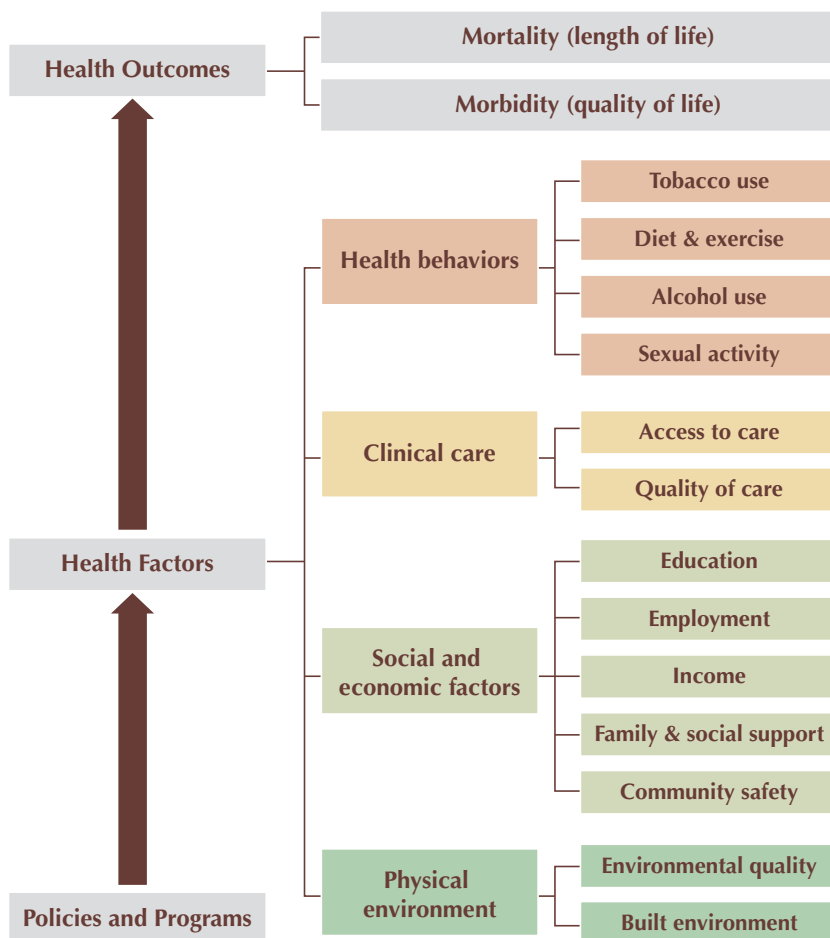 Health Outcomes
Mortality (length of life)
Morbidity (quality of life)
Health Factors
Health behaviors
Tobacco use
Diet & exercise
Alcohol use
Sexual activity
Clinical care
Access to care
Quality of care
Social and
economic factors
Education
Employment
Income
Family & social support
Community safety
Physical
environment
Environmental quality
Built environment
Policies and Programs